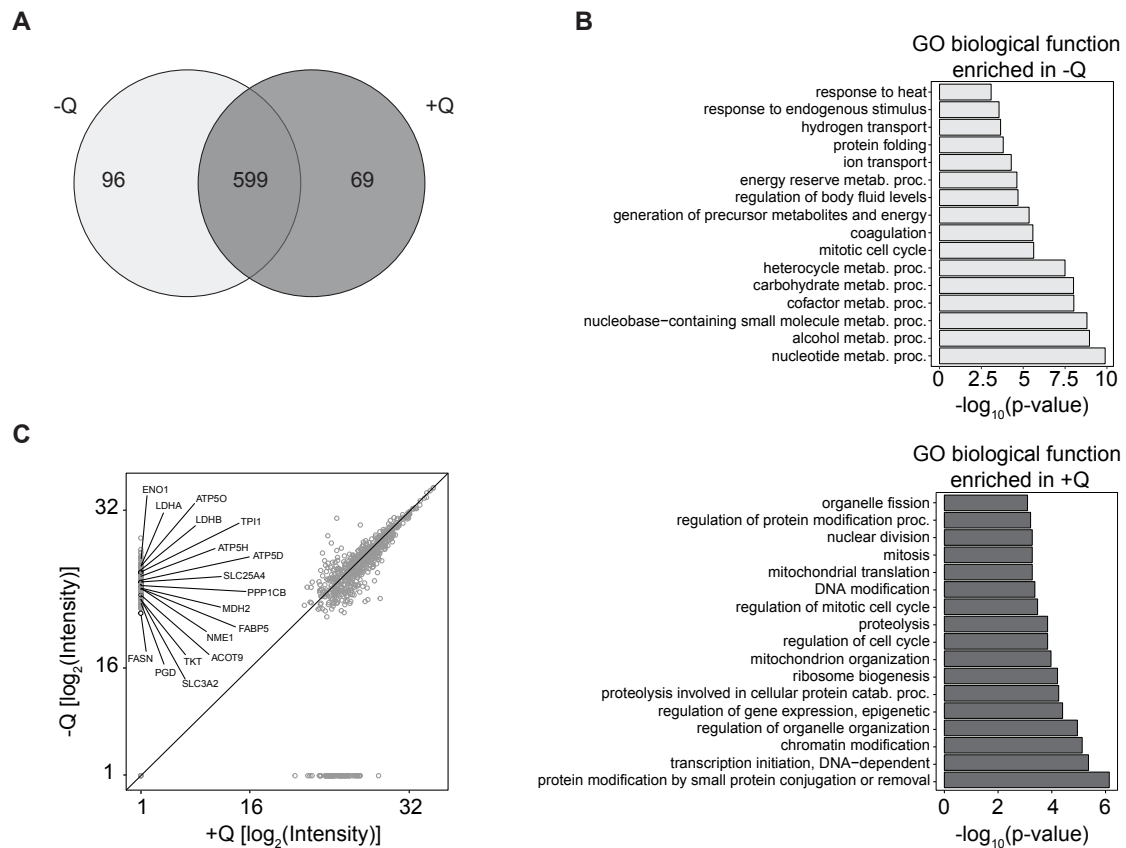 A
-Q
+Q
96
599
69
B
GO biological function
enriched in -Q
response to heat
response to endogenous stimulus
hydrogen transport
protein folding
ion transport
energy reserve metab. proc.
regulation of body fluid levels
generation of precursor metabolites and energy
coagulation
mitotic cell cycle
heterocycle metab. proc.
carbohydrate metab. proc.
cofactor metab. proc.
nucleobase−containing small molecule metab. proc.
alcohol metab. proc.
nucleotide metab. proc.
0 2.5 5 7.5 10
-log10(p-value)
C
ENO1
LDHA
ATP5O
LDHB
TPI1
ATP5H
ATP5D
SLC25A4
PPP1CB
MDH2
FABP5
NME1
ACOT9
TKT
SLC3A2
PGD
FASN
32
16
1
-Q [log2(Intensity)]
1 16 32
+Q [log2(Intensity)]
GO biological function
enriched in +Q
organelle fission
regulation of protein modification proc.
nuclear division
mitosis
mitochondrial translation
DNA modification
regulation of mitotic cell cycle
proteolysis
regulation of cell cycle
mitochondrion organization
ribosome biogenesis
proteolysis involved in cellular protein catab. proc.
regulation of gene expression, epigenetic
regulation of organelle organization
chromatin modification
transcription initiation, DNA−dependent
protein modification by small protein conjugation or removal
0 2 4 6
-log10(p-value)